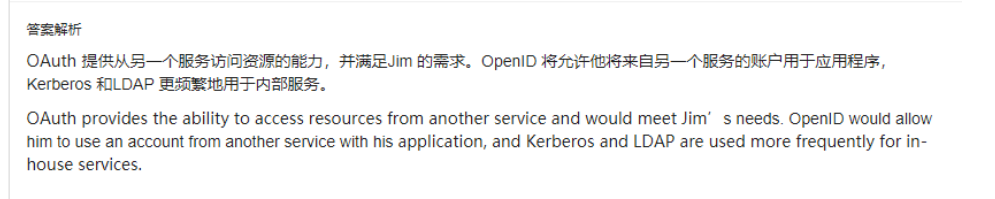 答案解析
OAuth 提供从另一个服务访问资源的能力，并满足Jim 的需求。OpenID 将允许他将来自另一个服务的账户用于应用程序，
Kerberos 和LDAP 更频繁地用于内部服务。
OAuth provides the ability to access resources from another service and would meet Jim’s needs. OpenID would allow
him to use an account from another service with his application, and Kerberos and LDAP are used more frequently for in-
house services.